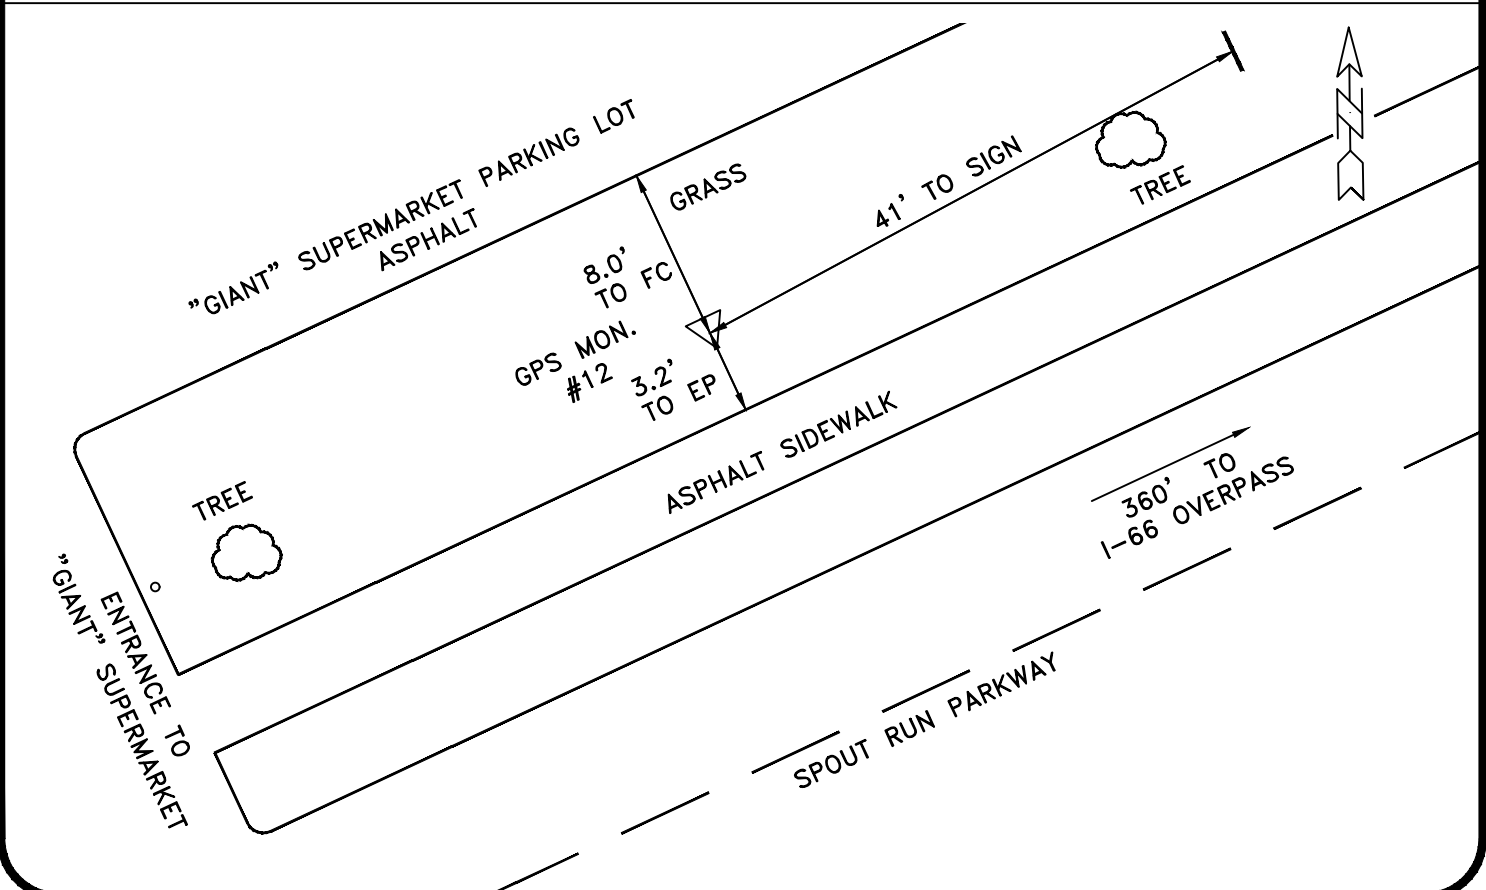 "GIANT" SUPERMARKET PARKING LOT
ASPHALT
GRASS
41' TO SIGN
TREE
8.0'
TO FC
GPS MON.
#12
3.2'
TO EP
ASPHALT SIDEWALK
TREE
360' TO
I-66 OVERPASS
ENTRANCE TO
"GIANT" SUPERMARKET
SPOUT RUN PARKWAY
N